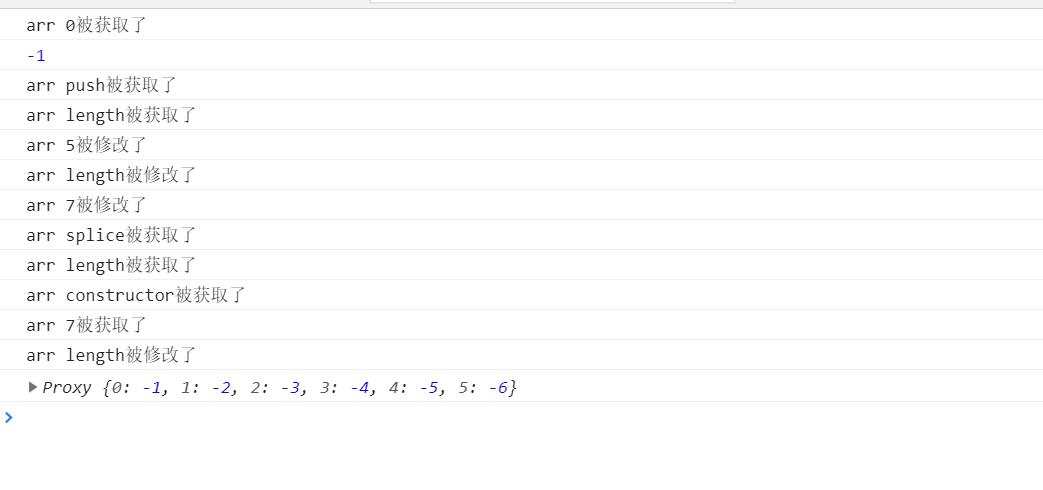 arr 0被获取了
-1
arr push被获取了
arr length被获取了
arr 5被修改了
arr length被修改了
arr 7被修改了
arr splice被获取了
arr length被获取了
arr constructor被获取了
arr 7被获取了
arr length被修改了
Proxy {0: -1, 1: -2, 2: -3, 3: -4, 4: -5, 5: -6}